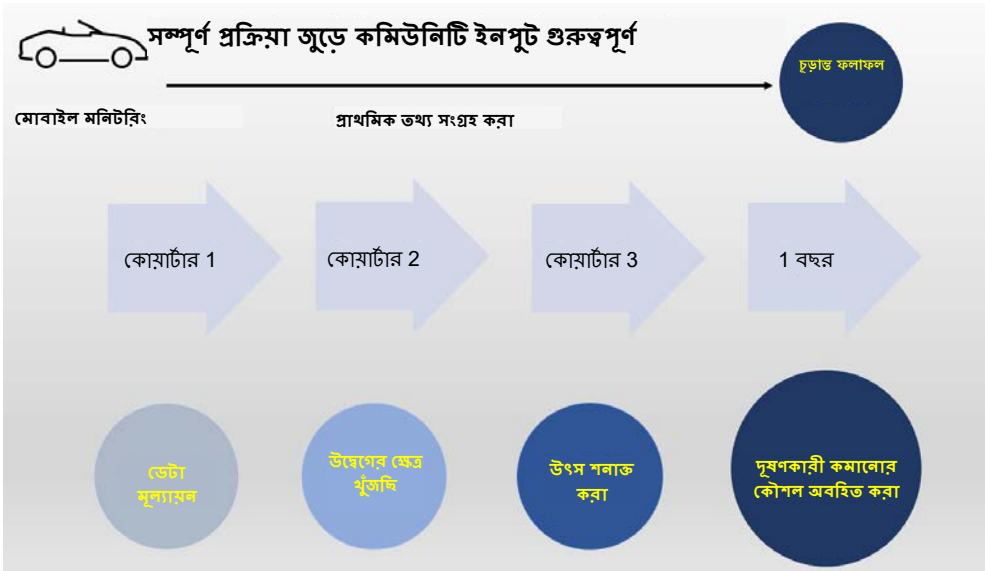 সম্পূর্ণ প্রক্রিয়া জুড়ে কমিউনিটি ইনপুট গুরুত্বপূর্ণ
চূড়ান্ত ফলাফল
মোবাইল মনিটরিং
প্রাথমিক তথ্য সংগ্রহ করা
কোয়ার্টার 1
কোয়ার্টার 2
কোয়ার্টার 3
1 বছর
ডেটা
মূল্যায়ন
উদ্বেগের ক্ষেত্র
খুঁজছি
উৎস শনাক্ত
করা
দূষণকারী কমানোর
কৌশল অবহিত করা